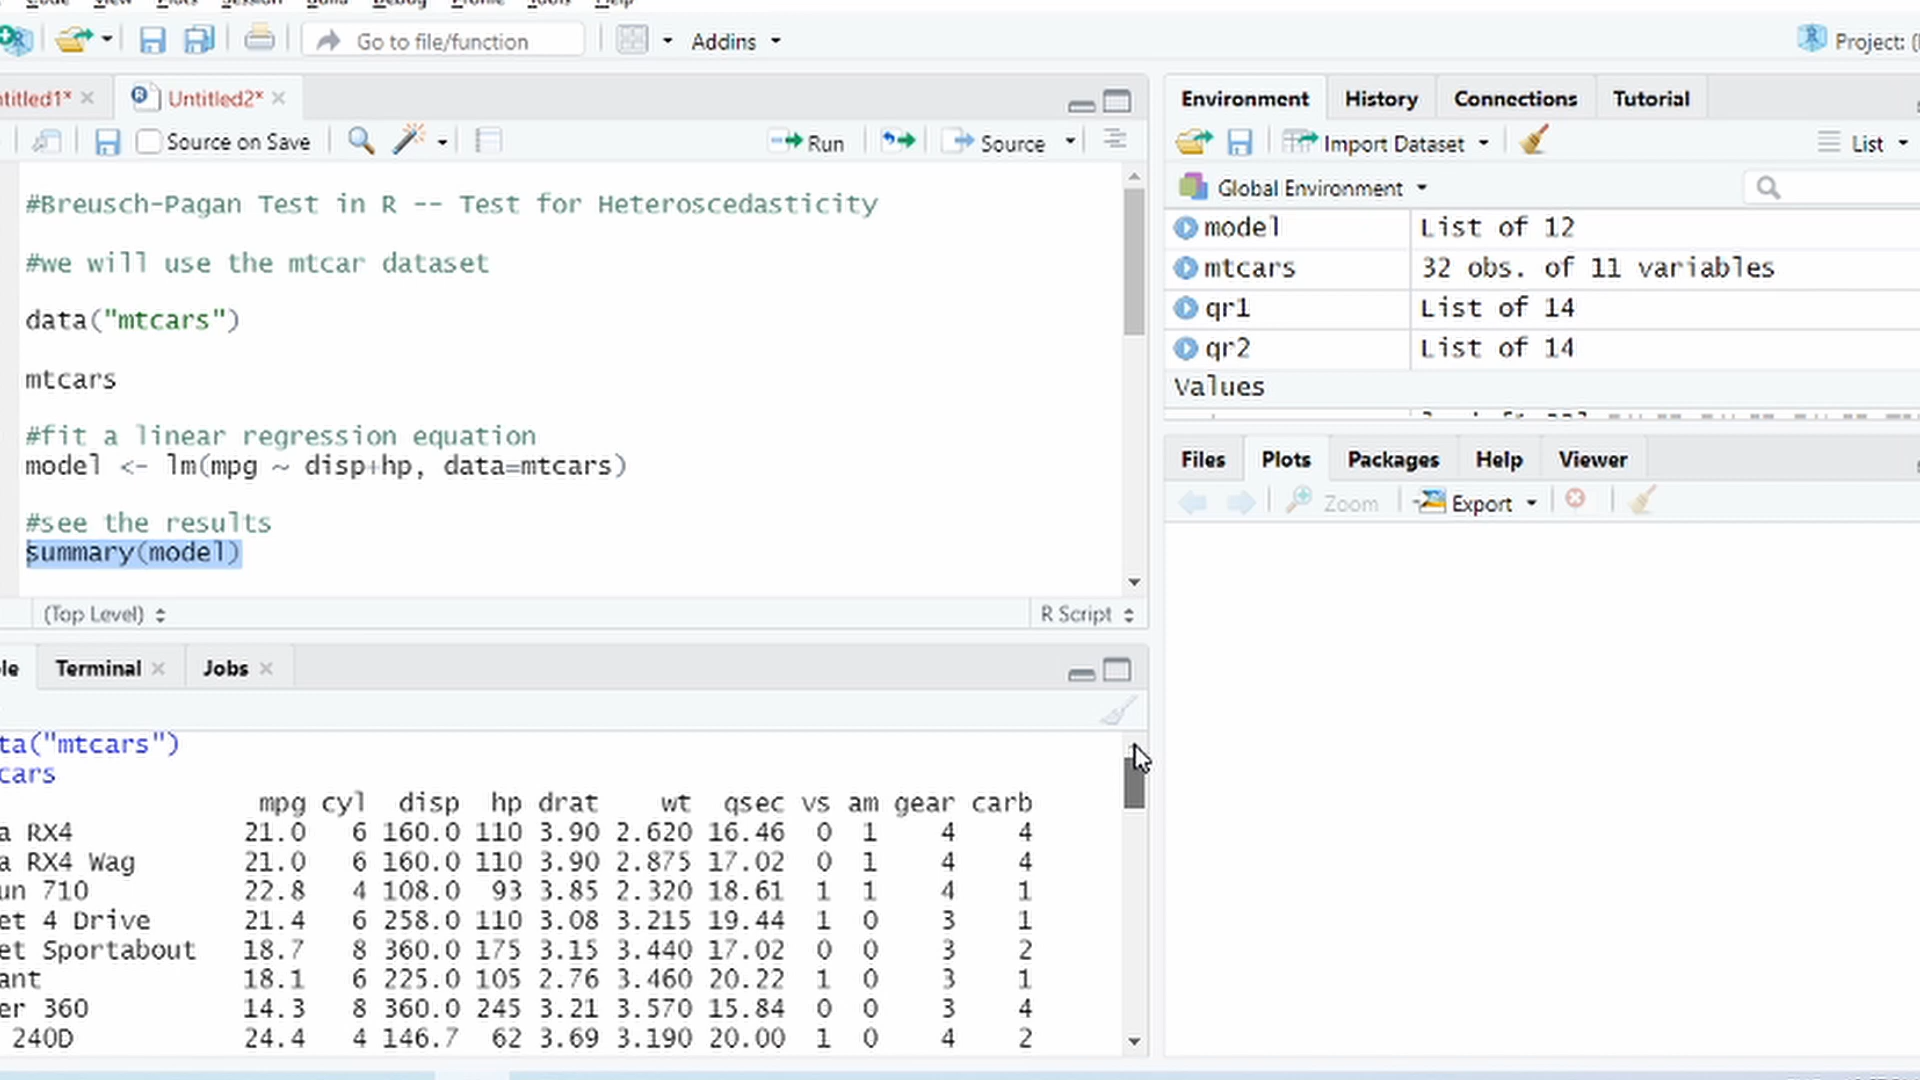 Go to file/function Addins Project: (
ntitled1* Untitled2*
Source on Save Run Source
#Breusch-Pagan Test in R -- Test for Heteroscedasticity
#we will use the mtcar dataset
data("mtcars")
mtcars
#fit a linear regression equation
model <- lm(mpg ~ disp+hp, data=mtcars)
#see the results
summary(model)
(Top Level) R Script
Environment History Connections Tutorial
Import Dataset List
Global Environment
model List of 12
mtcars 32 obs. of 11 variables
qr1 List of 14
qr2 List of 14
Values
Files Plots Packages Help Viewer
Zoom Export
le Terminal Jobs
ta("mtcars")
cars
mpg cyl disp hp drat wt qsec vs am gear carb
a RX4 21.0 6 160.0 110 3.90 2.620 16.46 0 1 4 4
a RX4 Wag 21.0 6 160.0 110 3.90 2.875 17.02 0 1 4 4
un 710 22.8 4 108.0 93 3.85 2.320 18.61 1 1 4 1
et 4 Drive 21.4 6 258.0 110 3.08 3.215 19.44 1 0 3 1
et Sportabout 18.7 8 360.0 175 3.15 3.440 17.02 0 0 3 2
ant 18.1 6 225.0 105 2.76 3.460 20.22 1 0 3 1
er 360 14.3 8 360.0 245 3.21 3.570 15.84 0 0 3 4
240D 24.4 4 146.7 62 3.69 3.190 20.00 1 0 4 2